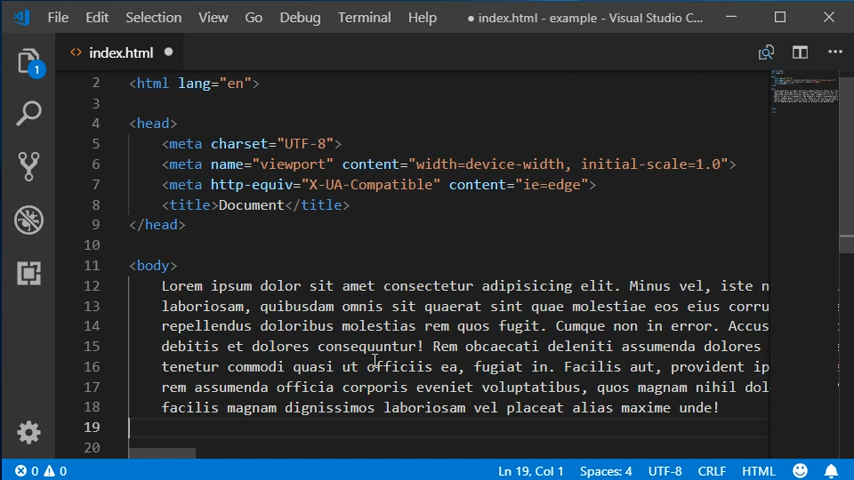 File Edit Selection View Go Debug Terminal Help ● index.html - example - Visual Studio C...
<> index.html ●
1
2 <html lang="en">
3
4 <head>
5 <meta charset="UTF-8">
6 <meta name="viewport" content="width=device-width, initial-scale=1.0">
7 <meta http-equiv="X-UA-Compatible" content="ie=edge">
8 <title>Document</title>
9 </head>
10
11 <body>
12 Lorem ipsum dolor sit amet consectetur adipisicing elit. Minus vel, iste n
13 laboriosam, quibusdam omnis sit quaerat sint quae molestiae eos eius corru
14 repellendus doloribus molestias rem quos fugit. Cumque non in error. Accus
15 debitis et dolores consequuntur! Rem obcaecati deleniti assumenda dolores
16 tenetur commodi quasi ut officiis ea, fugiat in. Facilis aut, provident ip
17 rem assumenda officia corporis eveniet voluptatibus, quos magnam nihil dol
18 facilis magnam dignissimos laboriosam vel placeat alias maxime unde!
19
20
0 0 Ln 19, Col 1 Spaces: 4 UTF-8 CRLF HTML